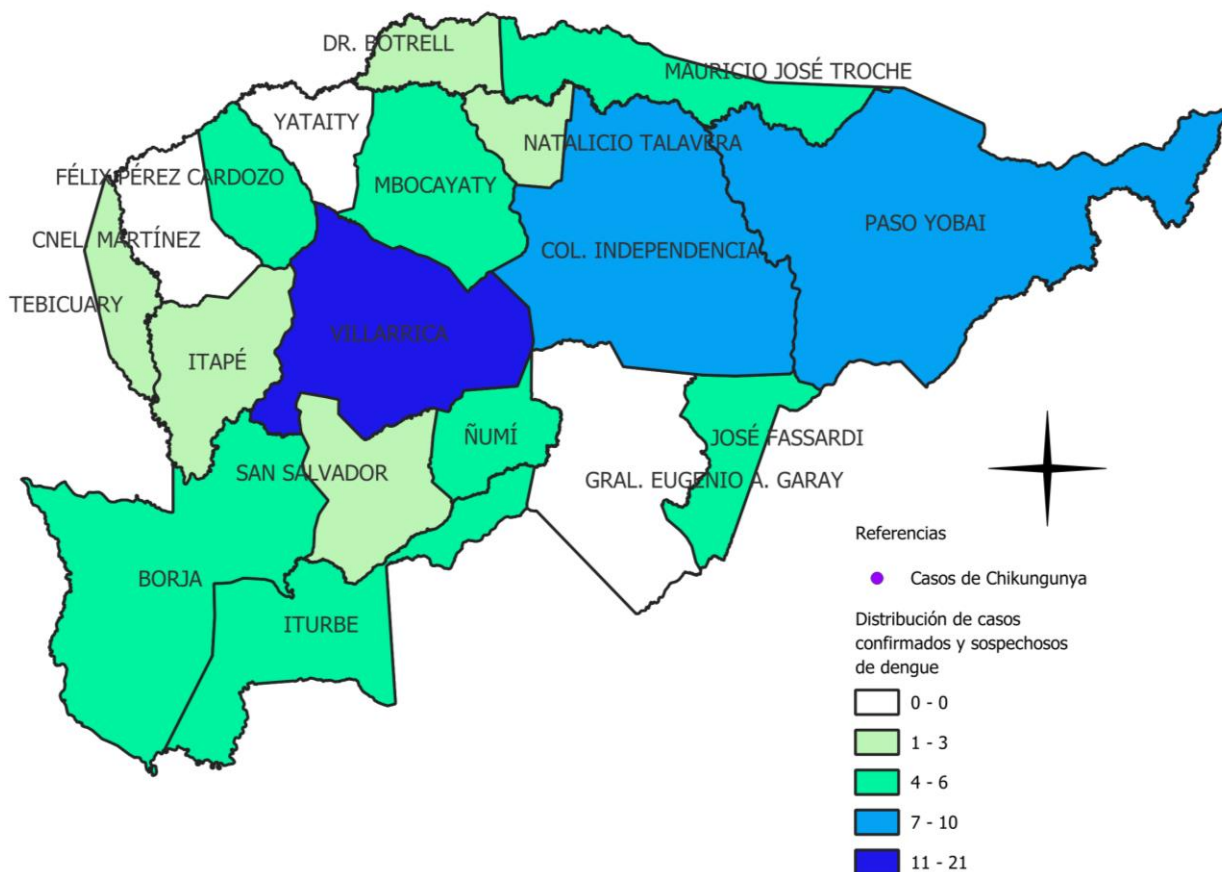 DR. BOTRELL
MAURICIO JOSÉ TROCHE
YATAITY
NATALICIO TALAVERA
FÉLIX PÉREZ CARDOZO
MBOCAYATY
CNEL. MARTÍNEZ
PASO YOBAI
COL. INDEPENDENCIA
TEBICUARY
VILLARRICA
ITAPÉ
ÑUMÍ
JOSÉ FASSARDI
SAN SALVADOR
GRAL. EUGENIO A. GARAY
BORJA
ITURBE
Referencias
Casos de Chikungunya
Distribución de casos
confirmados y sospechosos
de dengue
0 - 0
1 - 3
4 - 6
7 - 10
11 - 21